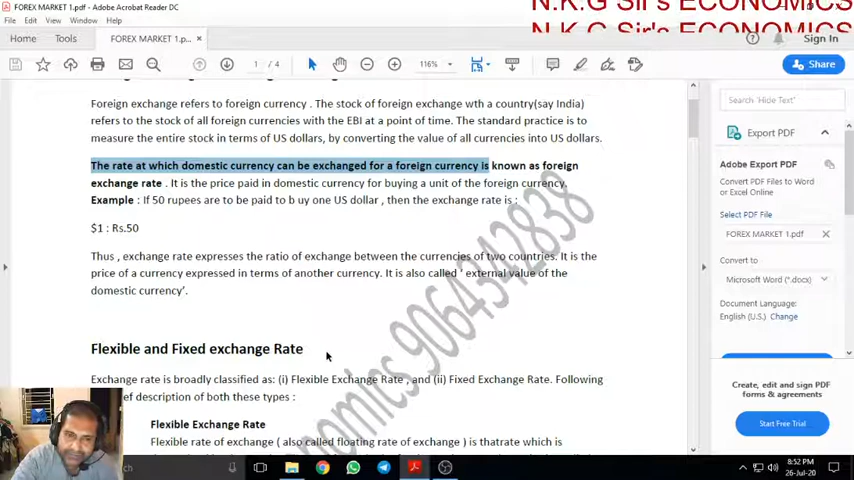 FOREX MARKET 1.pdf - Adobe Acrobat Reader DC
N.K.G Sir's ECONOMICS
N.K.G Sir's ECONOMICS
File Edit View Window Help
Home Tools FOREX MARKET 1.p... × Sign In
1 / 4 116% Share
Foreign exchange refers to foreign currency . The stock of foreign exchange wth a country(say India)
refers to the stock of all foreign currencies with the EBI at a point of time. The standard practice is to
measure the entire stock in terms of US dollars, by converting the value of all currencies into US dollars.
The rate at which domestic currency can be exchanged for a foreign currency is known as foreign
exchange rate . It is the price paid in domestic currency for buying a unit of the foreign currency.
Example : If 50 rupees are to be paid to b uy one US dollar , then the exchange rate is :
$1 : Rs.50
Thus , exchange rate expresses the ratio of exchange between the currencies of two countries. It is the
price of a currency expressed in terms of another currency. It is also called ' external value of the
domestic currency'.
Flexible and Fixed exchange Rate
Exchange rate is broadly classified as: (i) Flexible Exchange Rate , and (ii) Fixed Exchange Rate. Following
ef description of both these types :
Flexible Exchange Rate
Flexible rate of exchange ( also called floating rate of exchange ) is thatrate which is
nomics 9064342838
Search...
Export PDF
Adobe Export PDF
Convert PDF Files to Word
or Excel Online
Select PDF File
FOREX MARKET 1.pdf ×
Convert to
Microsoft Word (*.docx)
Document Language:
English (U.S.) Change
Create, edit and sign PDF
forms & agreements
Start Free Trial
ch
8:52 PM
26-Jul-20